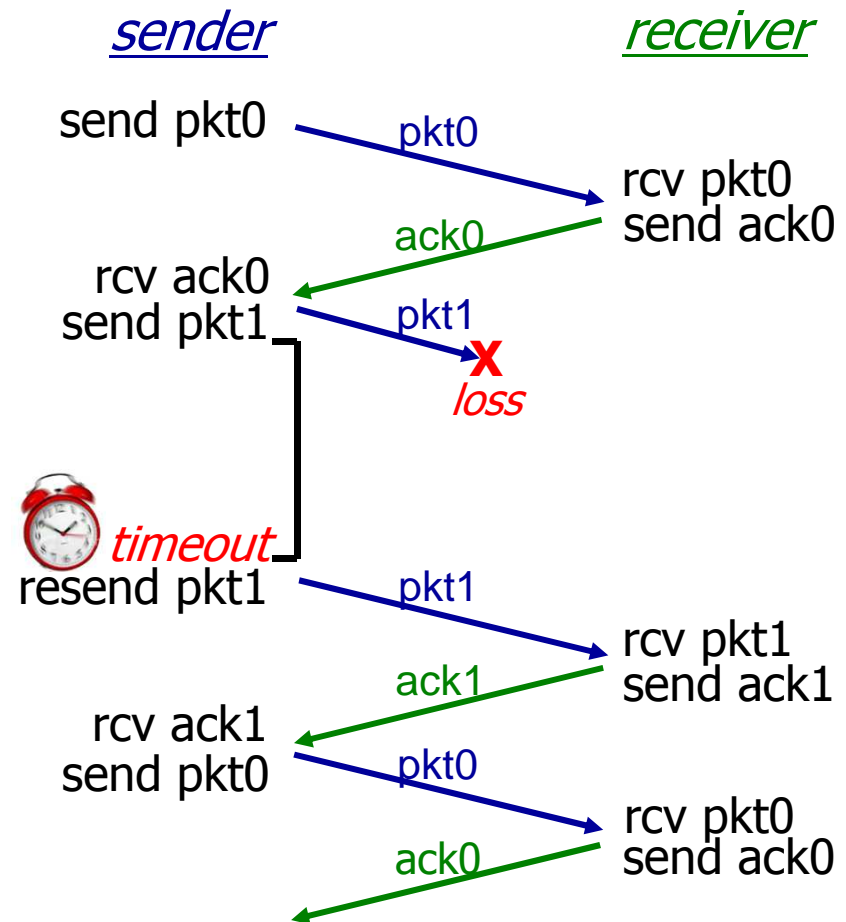 sender
receiver
send pkt0
pkt0
rcv pkt0
send ack0
ack0
rcv ack0
send pkt1
pkt1
X
loss
timeout
resend pkt1
pkt1
rcv pkt1
send ack1
ack1
rcv ack1
send pkt0
pkt0
rcv pkt0
send ack0
ack0